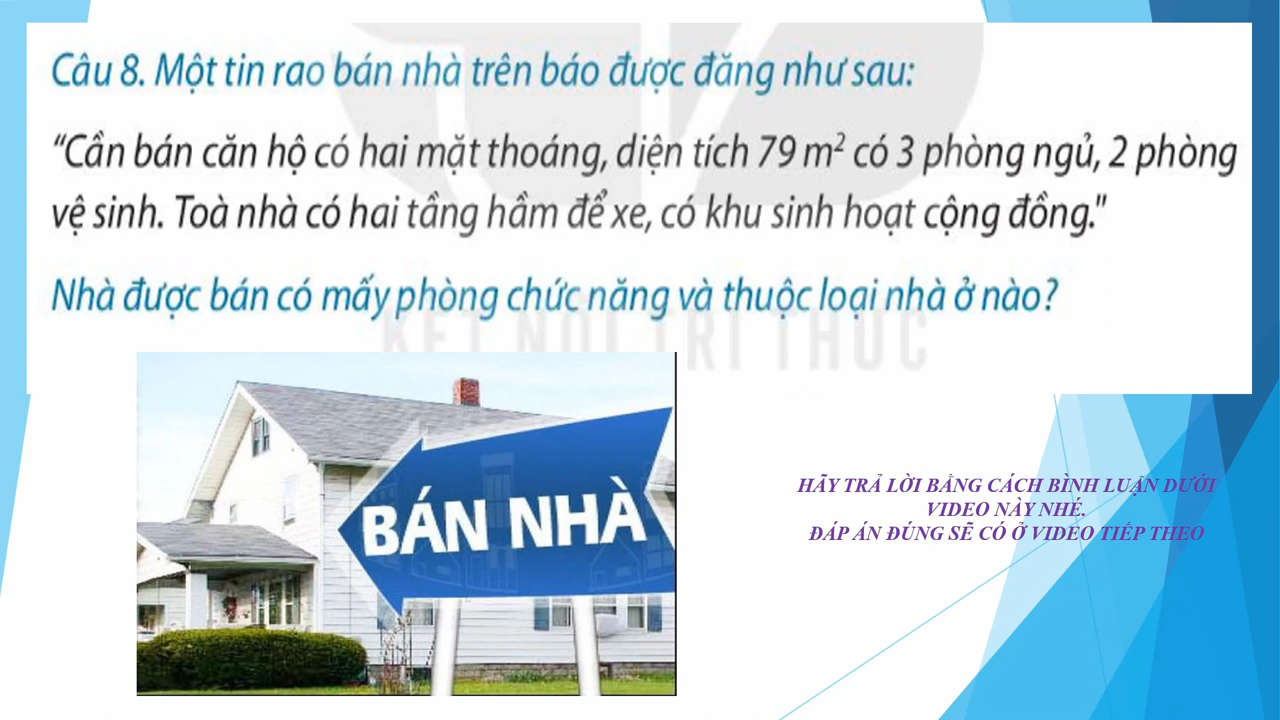 Câu 8. Một tin rao bán nhà trên báo được đăng như sau:
“Cần bán căn hộ có hai mặt thoáng, diện tích 79 m² có 3 phòng ngủ, 2 phòng
vệ sinh. Toà nhà có hai tầng hầm để xe, có khu sinh hoạt cộng đồng."
Nhà được bán có mấy phòng chức năng và thuộc loại nhà ở nào?
KẾT NỐI TRI THỨC
BÁN NHÀ
HÃY TRẢ LỜI BẰNG CÁCH BÌNH LUẬN DƯỚI
VIDEO NÀY NHÉ.
ĐÁP ÁN ĐÚNG SẼ CÓ Ở VIDEO TIẾP THEO